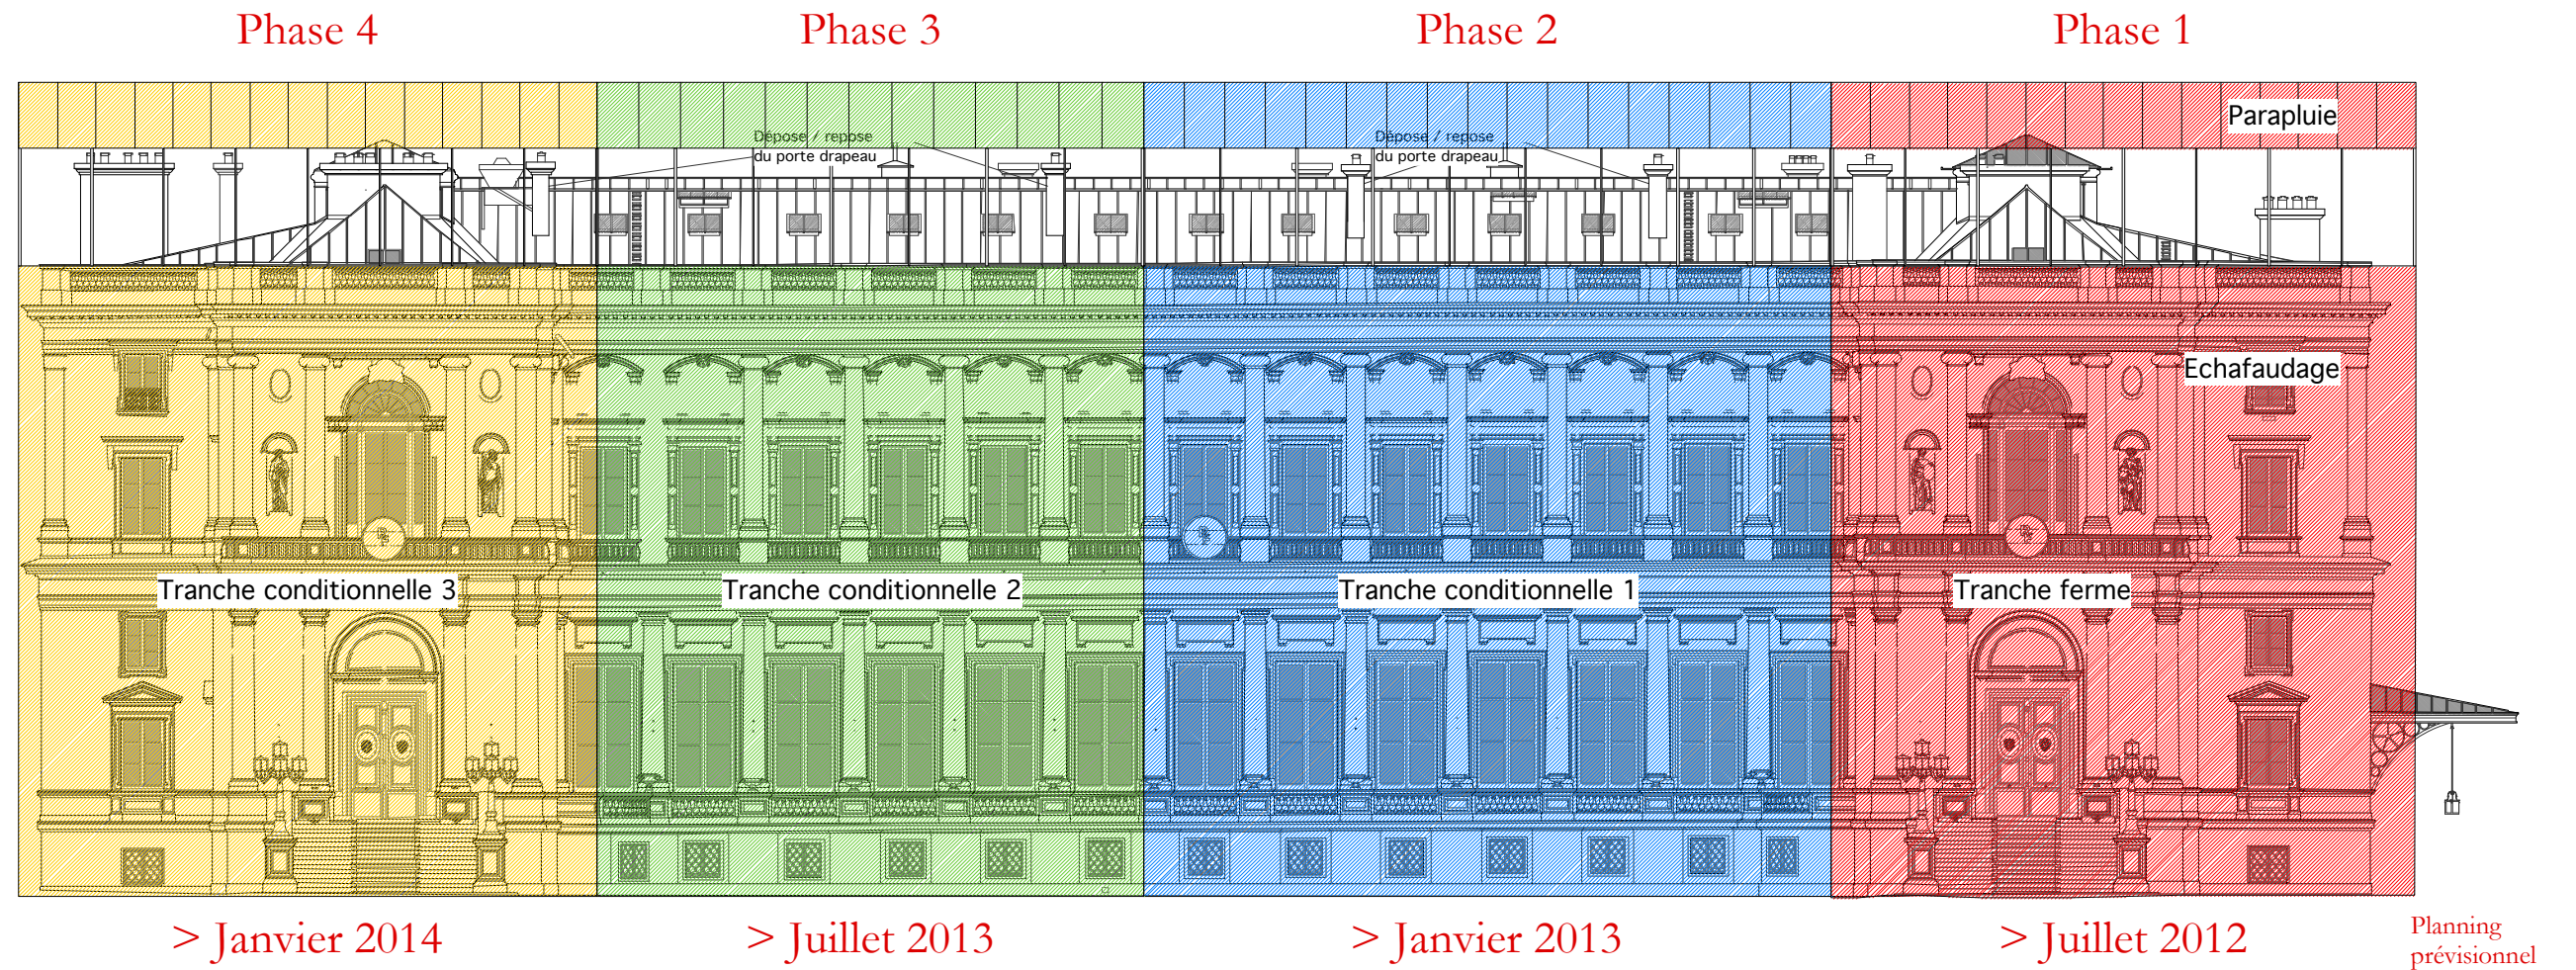 Phase 4
Phase 3
Phase 2
Phase 1
Parapluie
Dépose / repose
du porte drapeau
Dépose / repose
du porte drapeau
Echafaudage
Tranche conditionnelle 3
Tranche conditionnelle 2
Tranche conditionnelle 1
Tranche ferme
> Janvier 2014
> Juillet 2013
> Janvier 2013
> Juillet 2012
Planning
prévisionnel